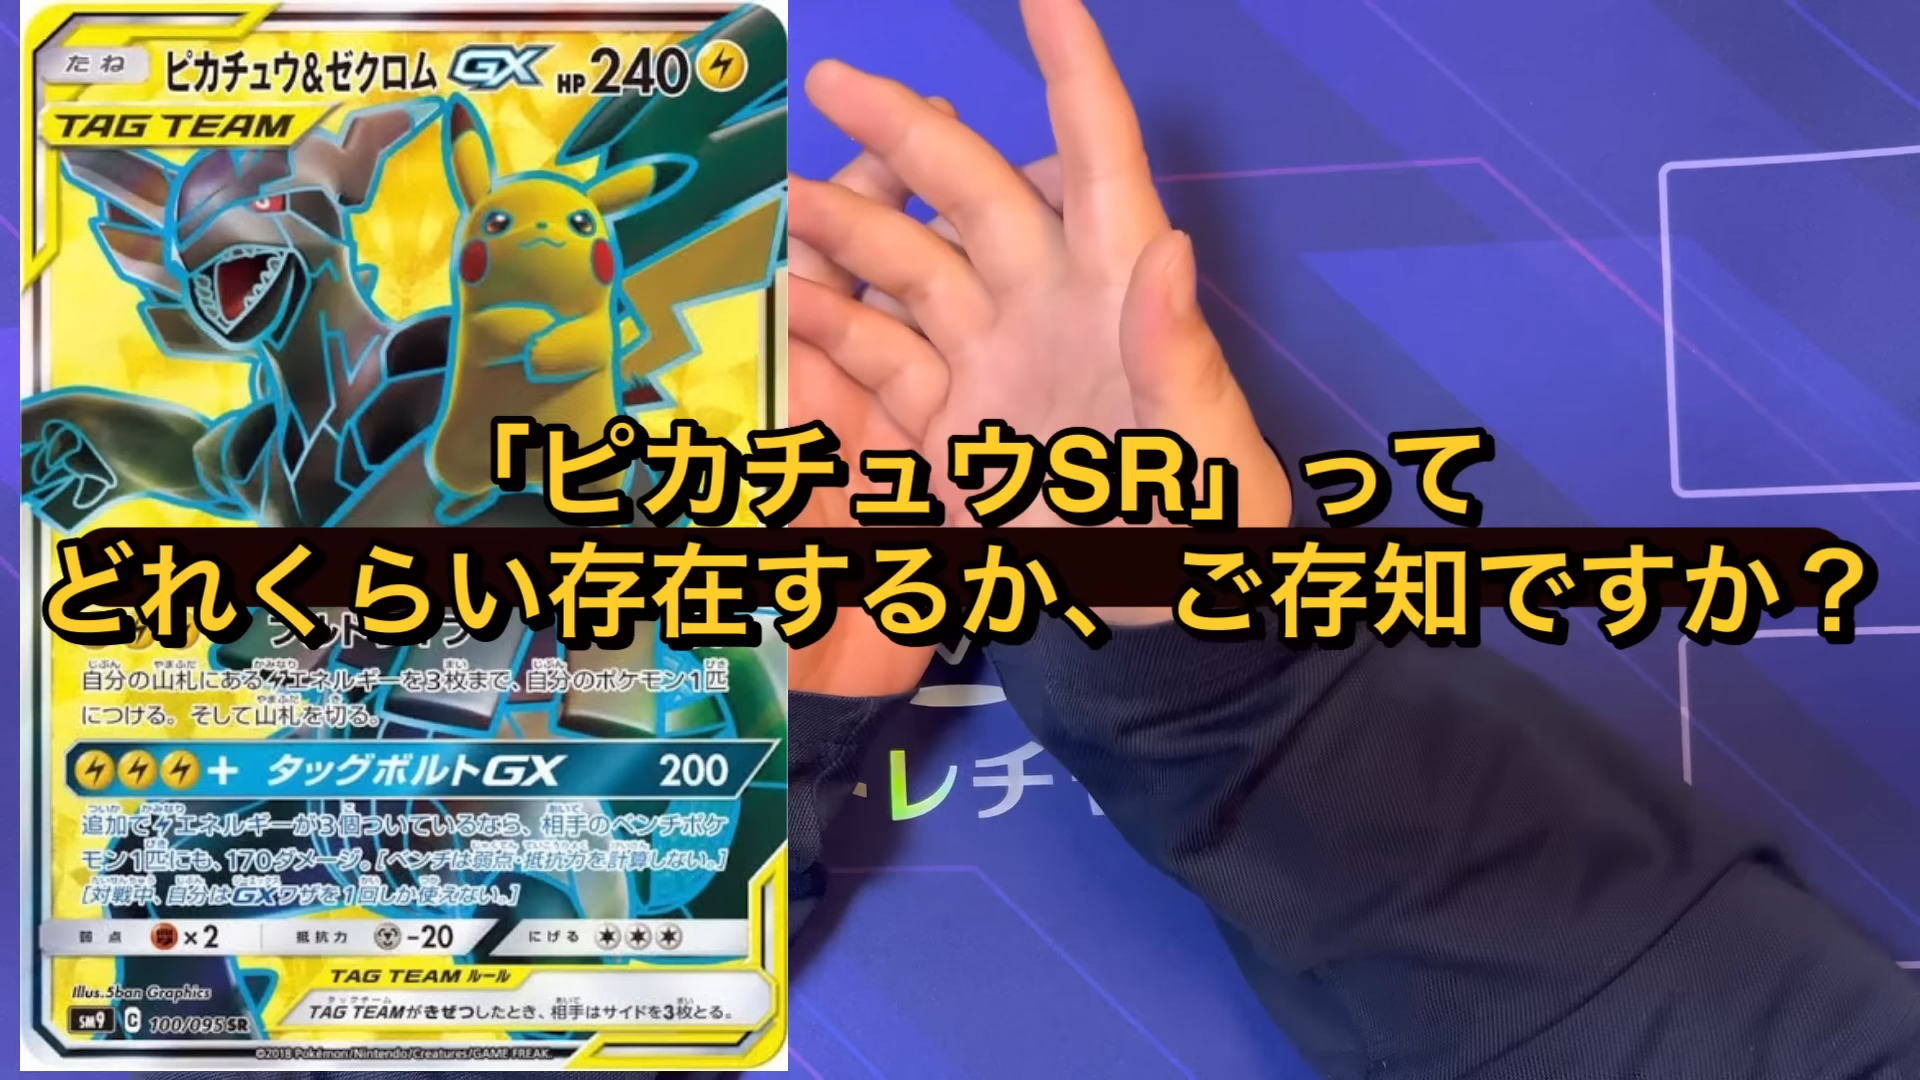 たね
ピカチュウ&ゼクロムGX HP240
TAG TEAM
「ピカチュウSR」って
どれくらい存在するか、ご存知ですか？
自分の山札にあるエネルギーを3枚まで、自分のポケモン1匹
につける。そして山札を切る。
+ タッグボルトGX 200
追加でエネルギーが3個ついているなら、相手のベンチポケ
モン1匹にも、170ダメージ。[ベンチは弱点・抵抗力を計算しない。]
[対戦中、自分はGXワザを1回しか使えない。]
弱点 ×2 抵抗力 -20 にげる
TAG TEAM ルール
TAG TEAMがきぜつしたとき、相手はサイドを3枚とる。
Illus. 5ban Graphics
SM9 C 100/095 SR
©2018 Pokémon/Nintendo/Creatures/GAME FREAK.
レチ